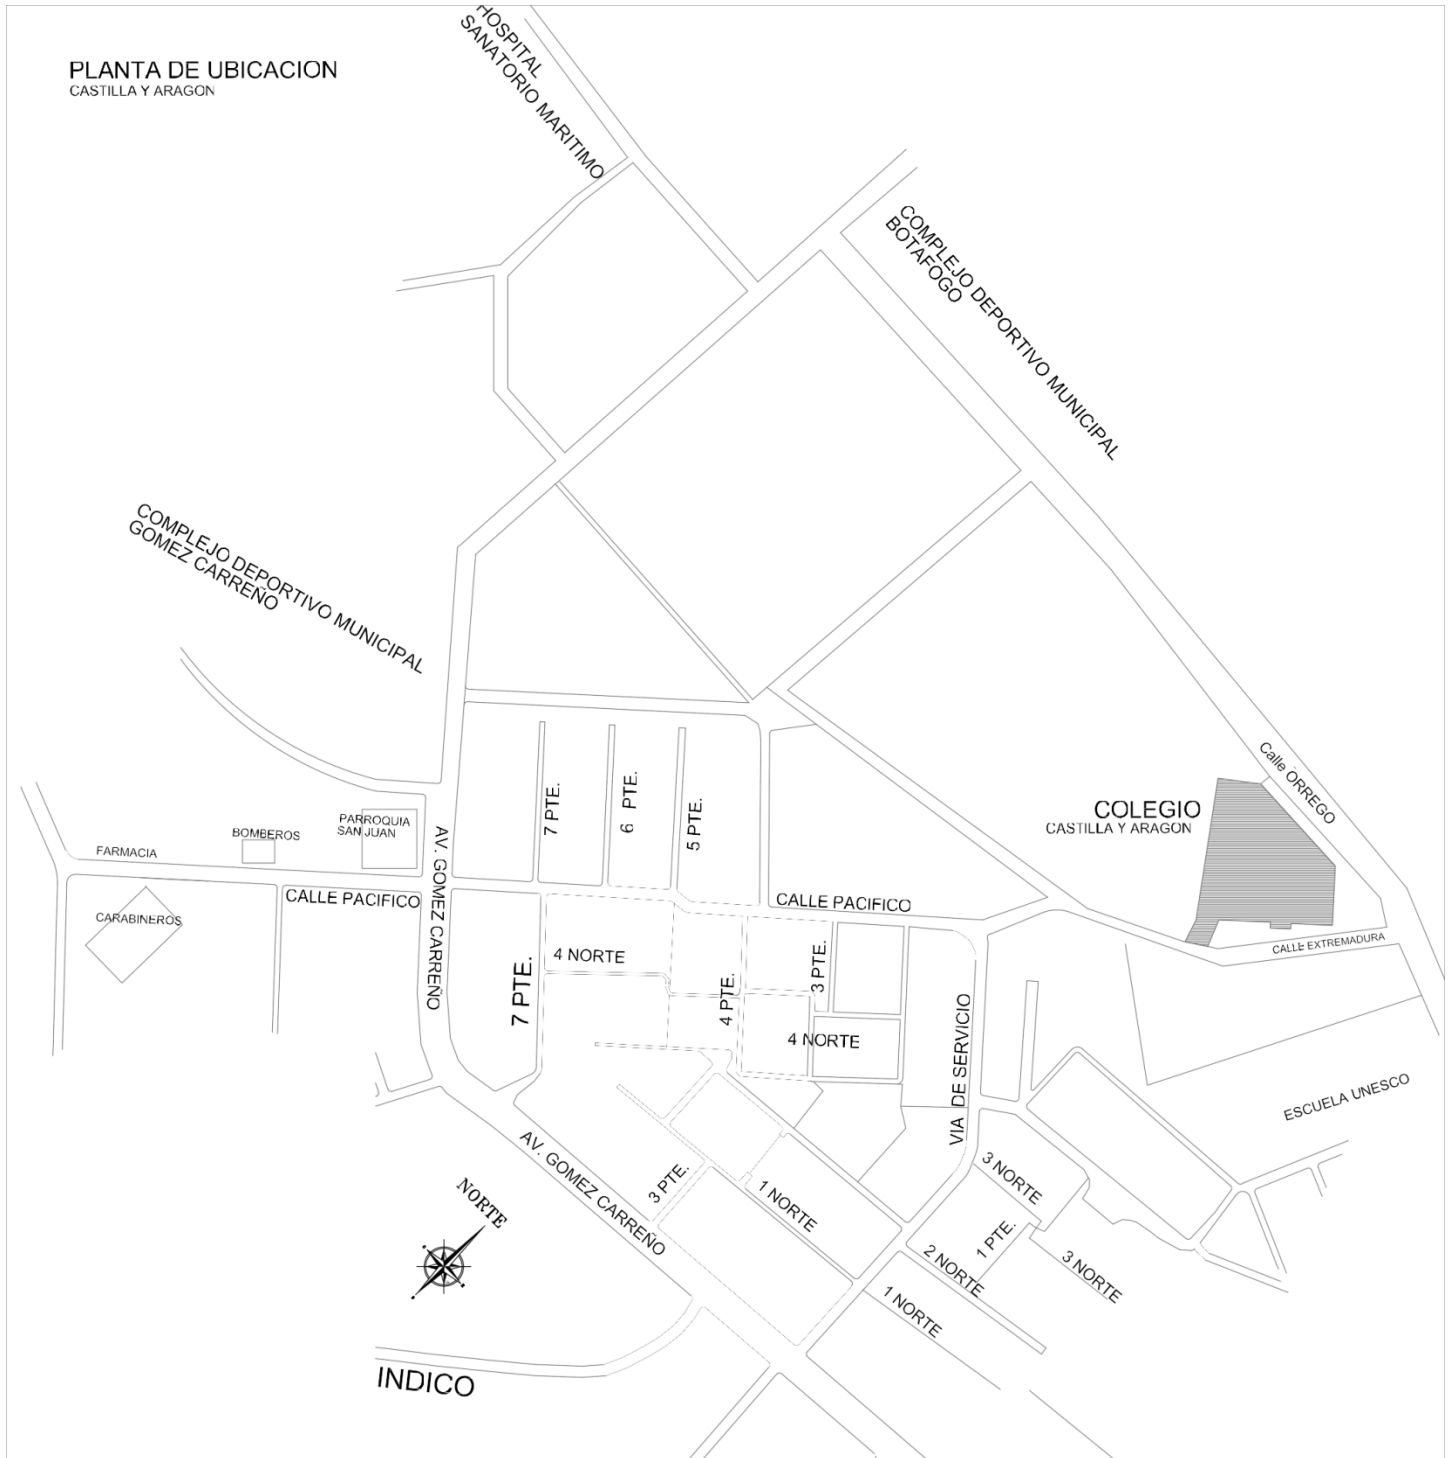 HOSPITAL
SANATORIO MARITIMO
PLANTA DE UBICACION
CASTILLA Y ARAGON
COMPLEJO DEPORTIVO MUNICIPAL
BOTAFOGO
COMPLEJO DEPORTIVO MUNICIPAL
GOMEZ CARREÑO
Calle ORREGO
7 PTE.
6 PTE.
5 PTE.
COLEGIO
CASTILLA Y ARAGON
PARROQUIA
SAN JUAN
BOMBEROS
FARMACIA
AV. GOMEZ CARREÑO
CALLE PACIFICO
CALLE PACIFICO
CARABINEROS
CALLE EXTREMADURA
4 NORTE
7 PTE.
4 PTE.
3 PTE.
4 NORTE
VIA DE SERVICIO
ESCUELA UNESCO
AV. GOMEZ CARREÑO
3 PTE.
1 NORTE
3 NORTE
1 PTE.
2 NORTE
3 NORTE
1 NORTE
NORTE
INDICO